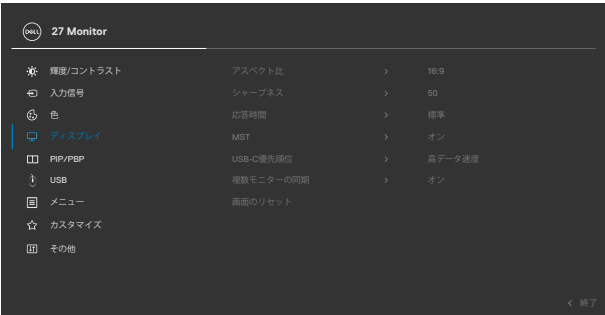 DELL 27 Monitor
輝度/コントラスト アスペクト比 > 16:9
入力信号 シャープネス > 50
色 応答時間 > 標準
ディスプレイ MST > オン
PIP/PBP USB-C優先順位 > 高データ速度
USB 複数モニターの同期 > オン
メニュー 画面のリセット
カスタマイズ
その他
< 終了